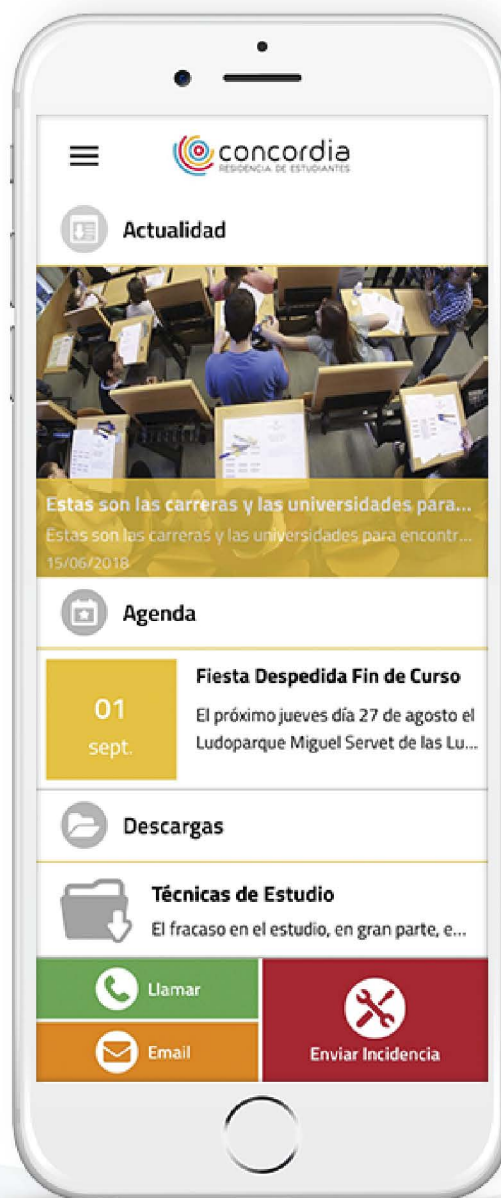 concordia
RESIDENCIA DE ESTUDIANTES
Actualidad
Estas son las carreras y las universidades para...
Estas son las carreras y las universidades para encontr...
15/06/2018
Agenda
01
sept.
Fiesta Despedida Fin de Curso
El próximo jueves día 27 de agosto el
Ludoparque Miguel Servet de las Lu...
Descargas
Técnicas de Estudio
El fracaso en el estudio, en gran parte, e...
Llamar
Email
Enviar Incidencia